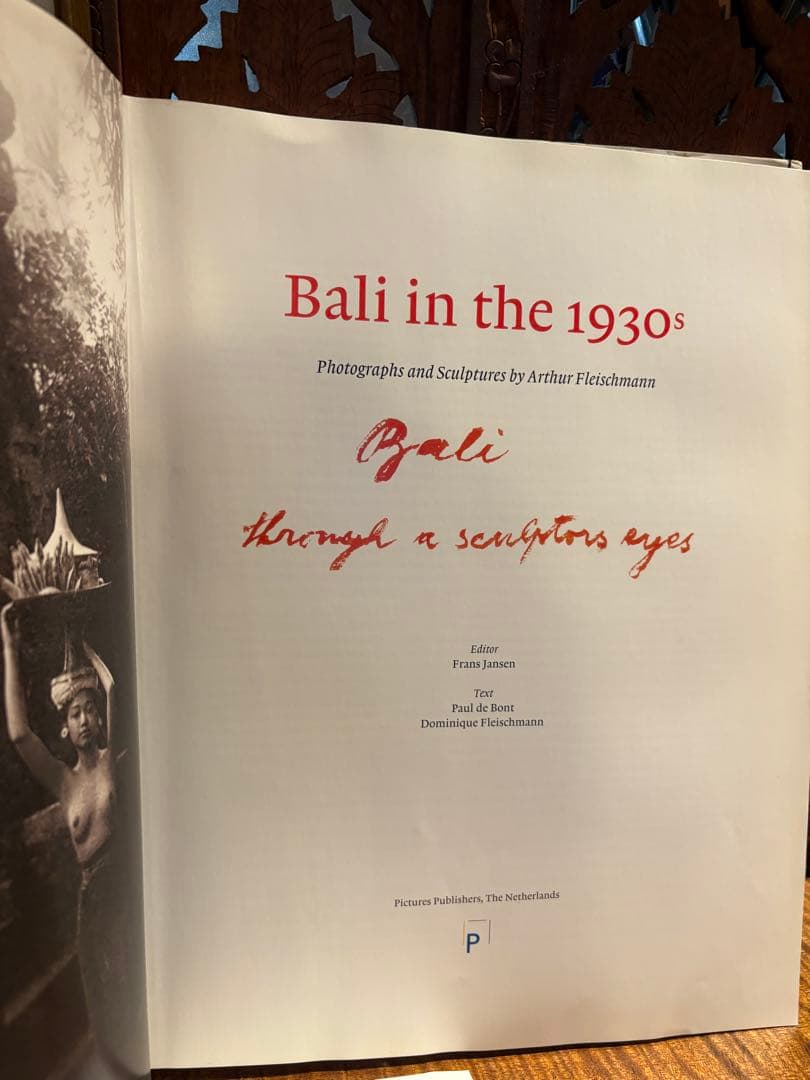 Bali in the 1930s
Photographs and Sculptures by Arthur Fleischmann
Bali
through a sculptors eyes
Editor
Frans Jansen
Text
Paul de Bont
Dominique Fleischmann
Pictures Publishers, The Netherlands
P